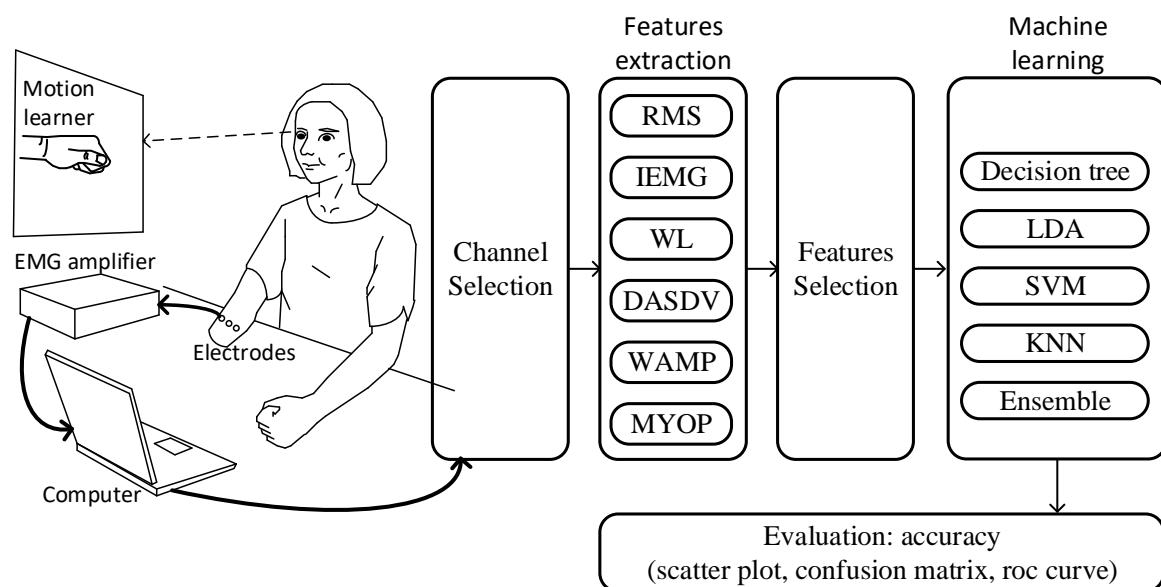 Motion
learner
EMG amplifier
Electrodes
Computer
Channel
Selection
Features
extraction
RMS
IEMG
WL
DASDV
WAMP
MYOP
Features
Selection
Machine
learning
Decision tree
LDA
SVM
KNN
Ensemble
Evaluation: accuracy
(scatter plot, confusion matrix, roc curve)